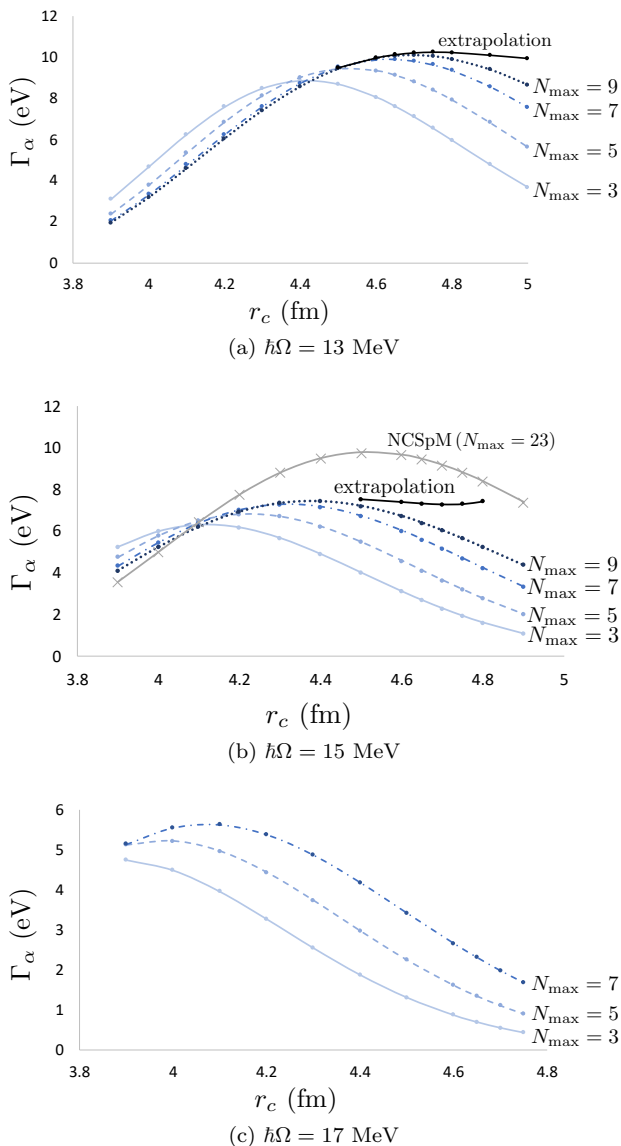 12
10
8
6
4
2
0
Γα (eV)
extrapolation
Nmax = 9
Nmax = 7
Nmax = 5
Nmax = 3
3.8 4 4.2 4.4 4.6 4.8 5
rc (fm)
(a) ℏΩ = 13 MeV
12
10
8
6
4
2
0
Γα (eV)
NCSpM (Nmax = 23)
extrapolation
Nmax = 9
Nmax = 7
Nmax = 5
Nmax = 3
3.8 4 4.2 4.4 4.6 4.8 5
rc (fm)
(b) ℏΩ = 15 MeV
6
5
4
3
2
1
0
Γα (eV)
Nmax = 7
Nmax = 5
Nmax = 3
3.8 4 4.2 4.4 4.6 4.8
rc (fm)
(c) ℏΩ = 17 MeV